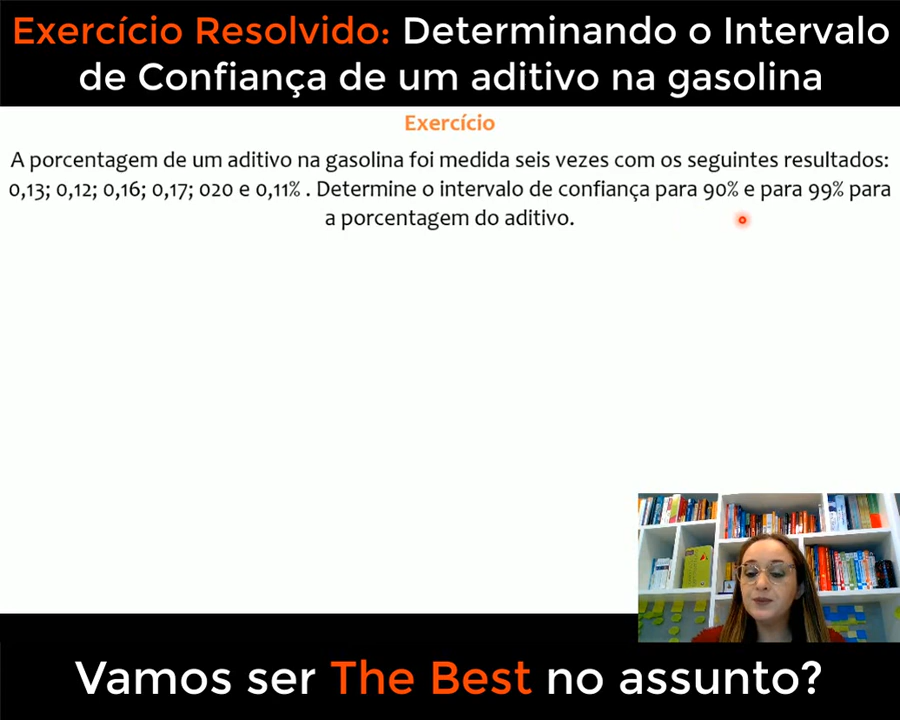 Exercício Resolvido: Determinando o Intervalo
de Confiança de um aditivo na gasolina
Exercício
A porcentagem de um aditivo na gasolina foi medida seis vezes com os seguintes resultados:
0,13; 0,12; 0,16; 0,17; 020 e 0,11% . Determine o intervalo de confiança para 90% e para 99% para
a porcentagem do aditivo.
Vamos ser The Best no assunto?